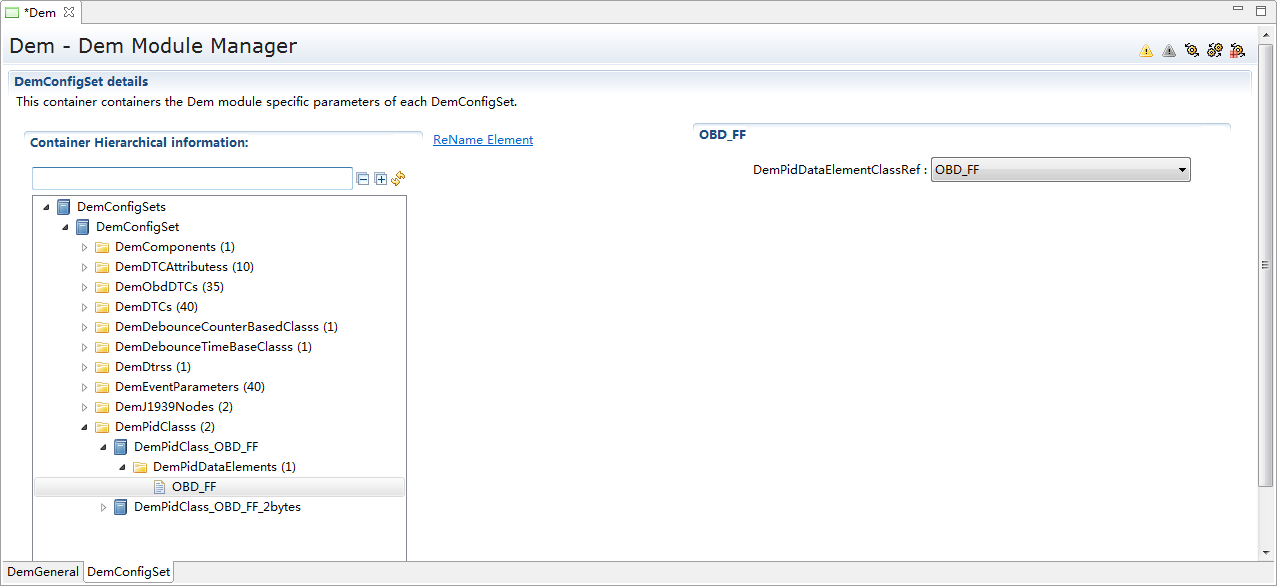 *Dem
Dem - Dem Module Manager
DemConfigSet details
This container containers the Dem module specific parameters of each DemConfigSet.
Container Hierarchical information:
ReName Element
DemConfigSets
DemConfigSet
DemComponents (1)
DemDTCAttributess (10)
DemObdDTCs (35)
DemDTCs (40)
DemDebounceCounterBasedClasss (1)
DemDebounceTimeBaseClasss (1)
DemDtrss (1)
DemEventParameters (40)
DemJ1939Nodes (2)
DemPidClasss (2)
DemPidClass_OBD_FF
DemPidDataElements (1)
OBD_FF
DemPidClass_OBD_FF_2bytes
OBD_FF
DemPidDataElementClassRef : OBD_FF
DemGeneral DemConfigSet